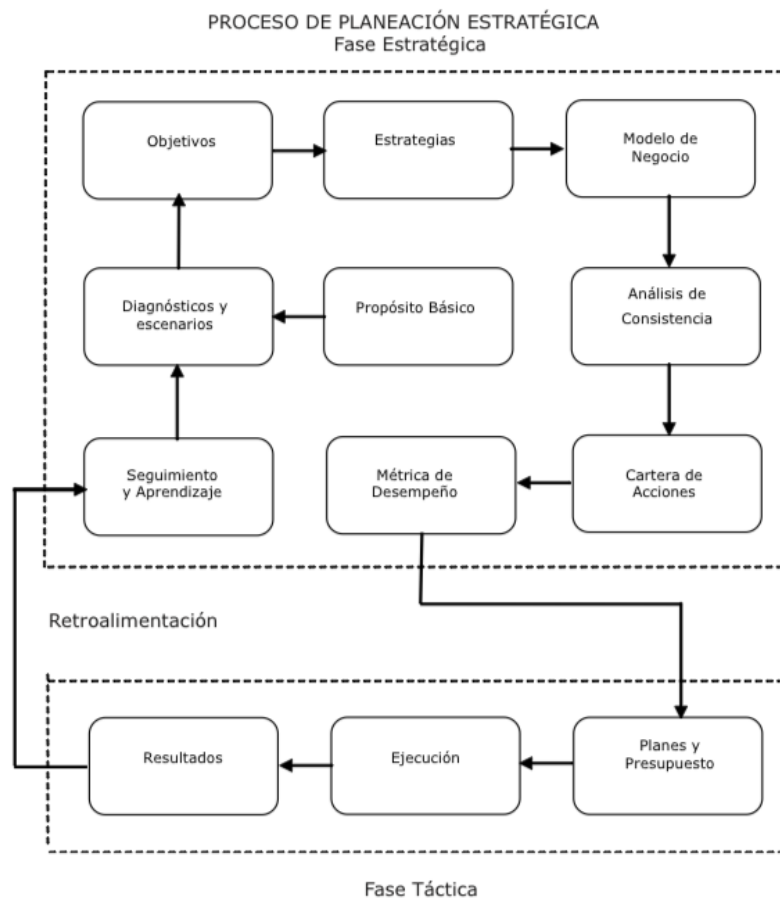 PROCESO DE PLANEACIÓN ESTRATÉGICA
Fase Estratégica
Objetivos
Estrategias
Modelo de
Negocio
Diagnósticos y
escenarios
Propósito Básico
Análisis de
Consistencia
Seguimiento
y Aprendizaje
Métrica de
Desempeño
Cartera de
Acciones
Retroalimentación
Resultados
Ejecución
Planes y
Presupuesto
Fase Táctica